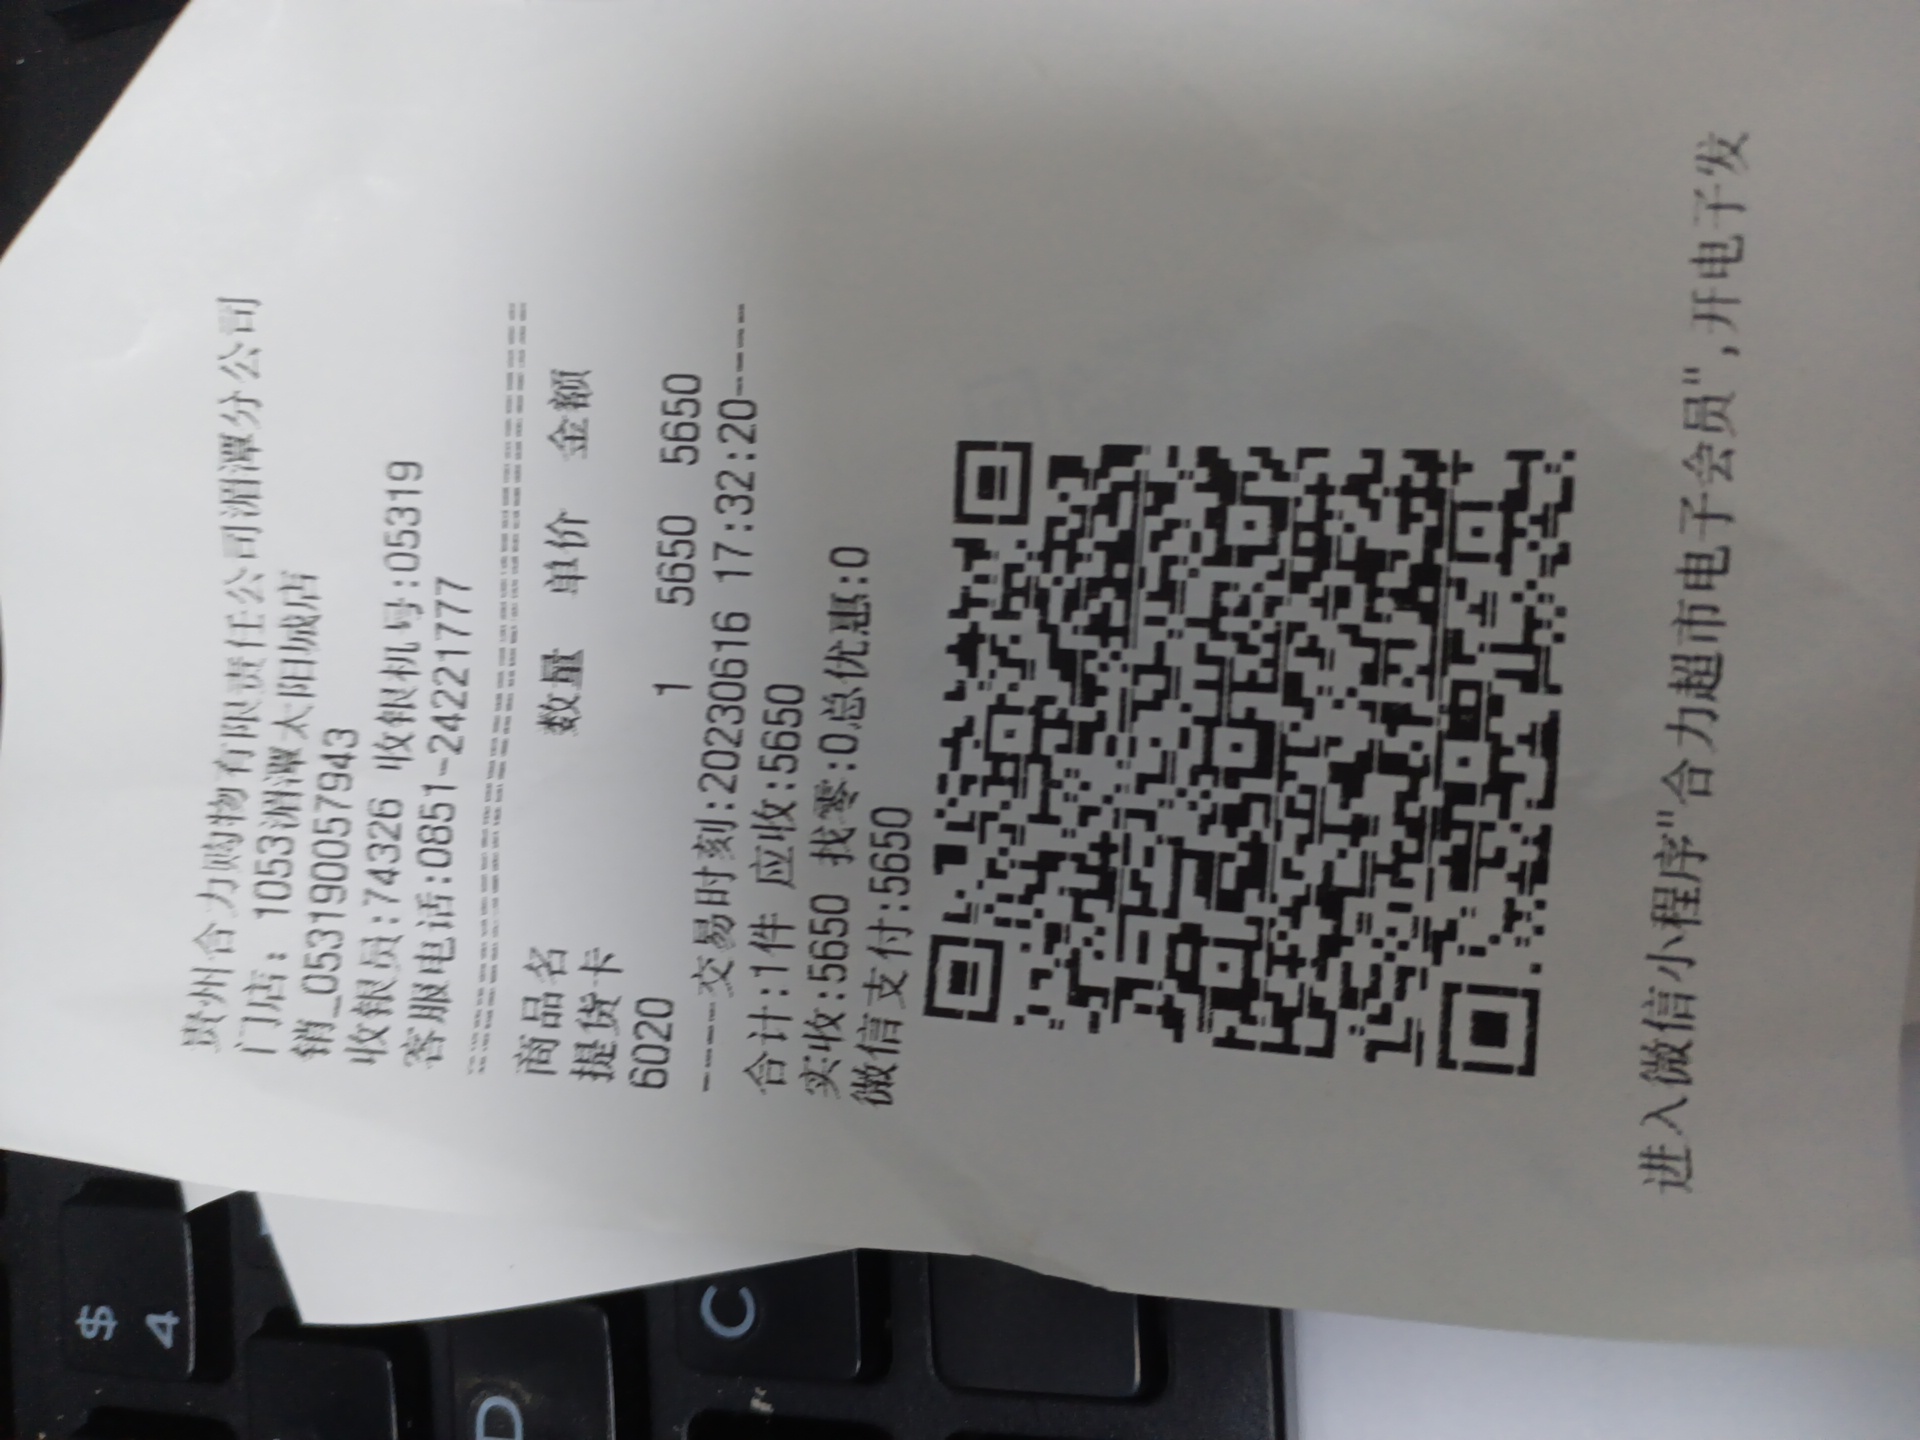 贵州合力购物有限责任公司湄潭分公司
门店: 1053湄潭太阳城店
销_053190057943
收银员:74326 收银机号:05319
客服电话:0851-24221777
商品名 数量 单价 金额
提货卡
6020 1 5650 5650
-----交易时刻:20230616 17:32:20-----
合计:1件 应收:5650
实收:5650 找零:0总优惠:0
微信支付:5650
进入微信小程序"合力超市电子会员",开电子发
$
4
D
C